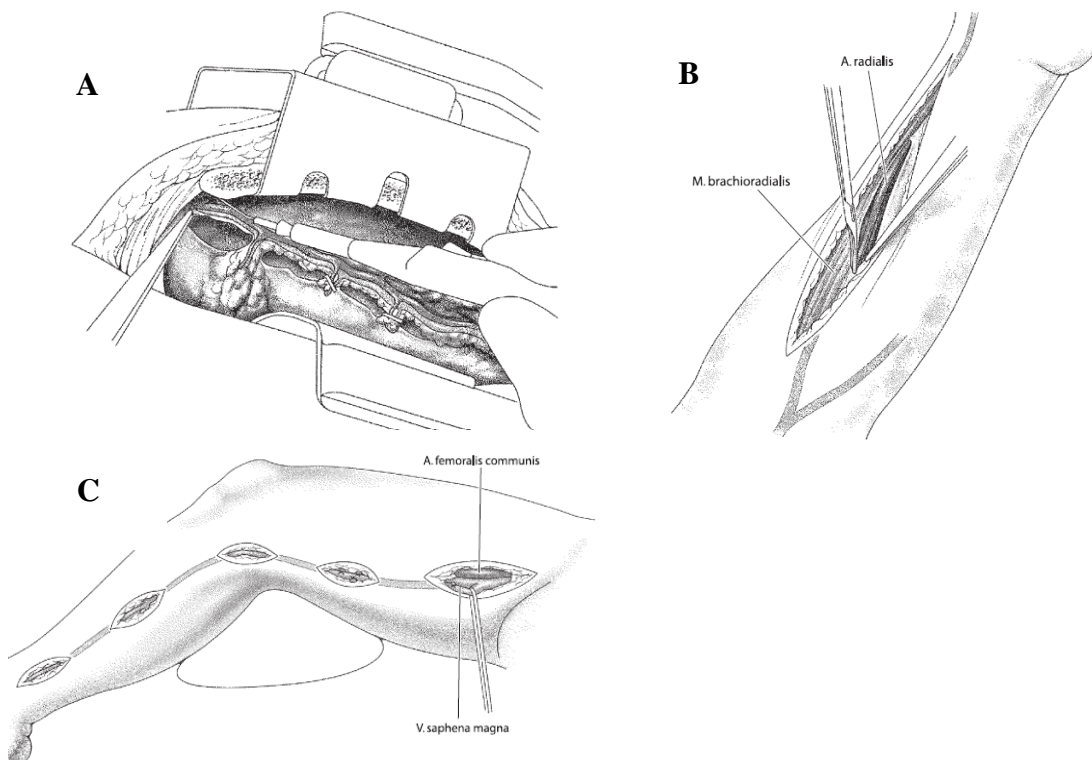 A
B
A. radialis
M. brachioradialis
C
A. femoralis communis
V. saphena magna